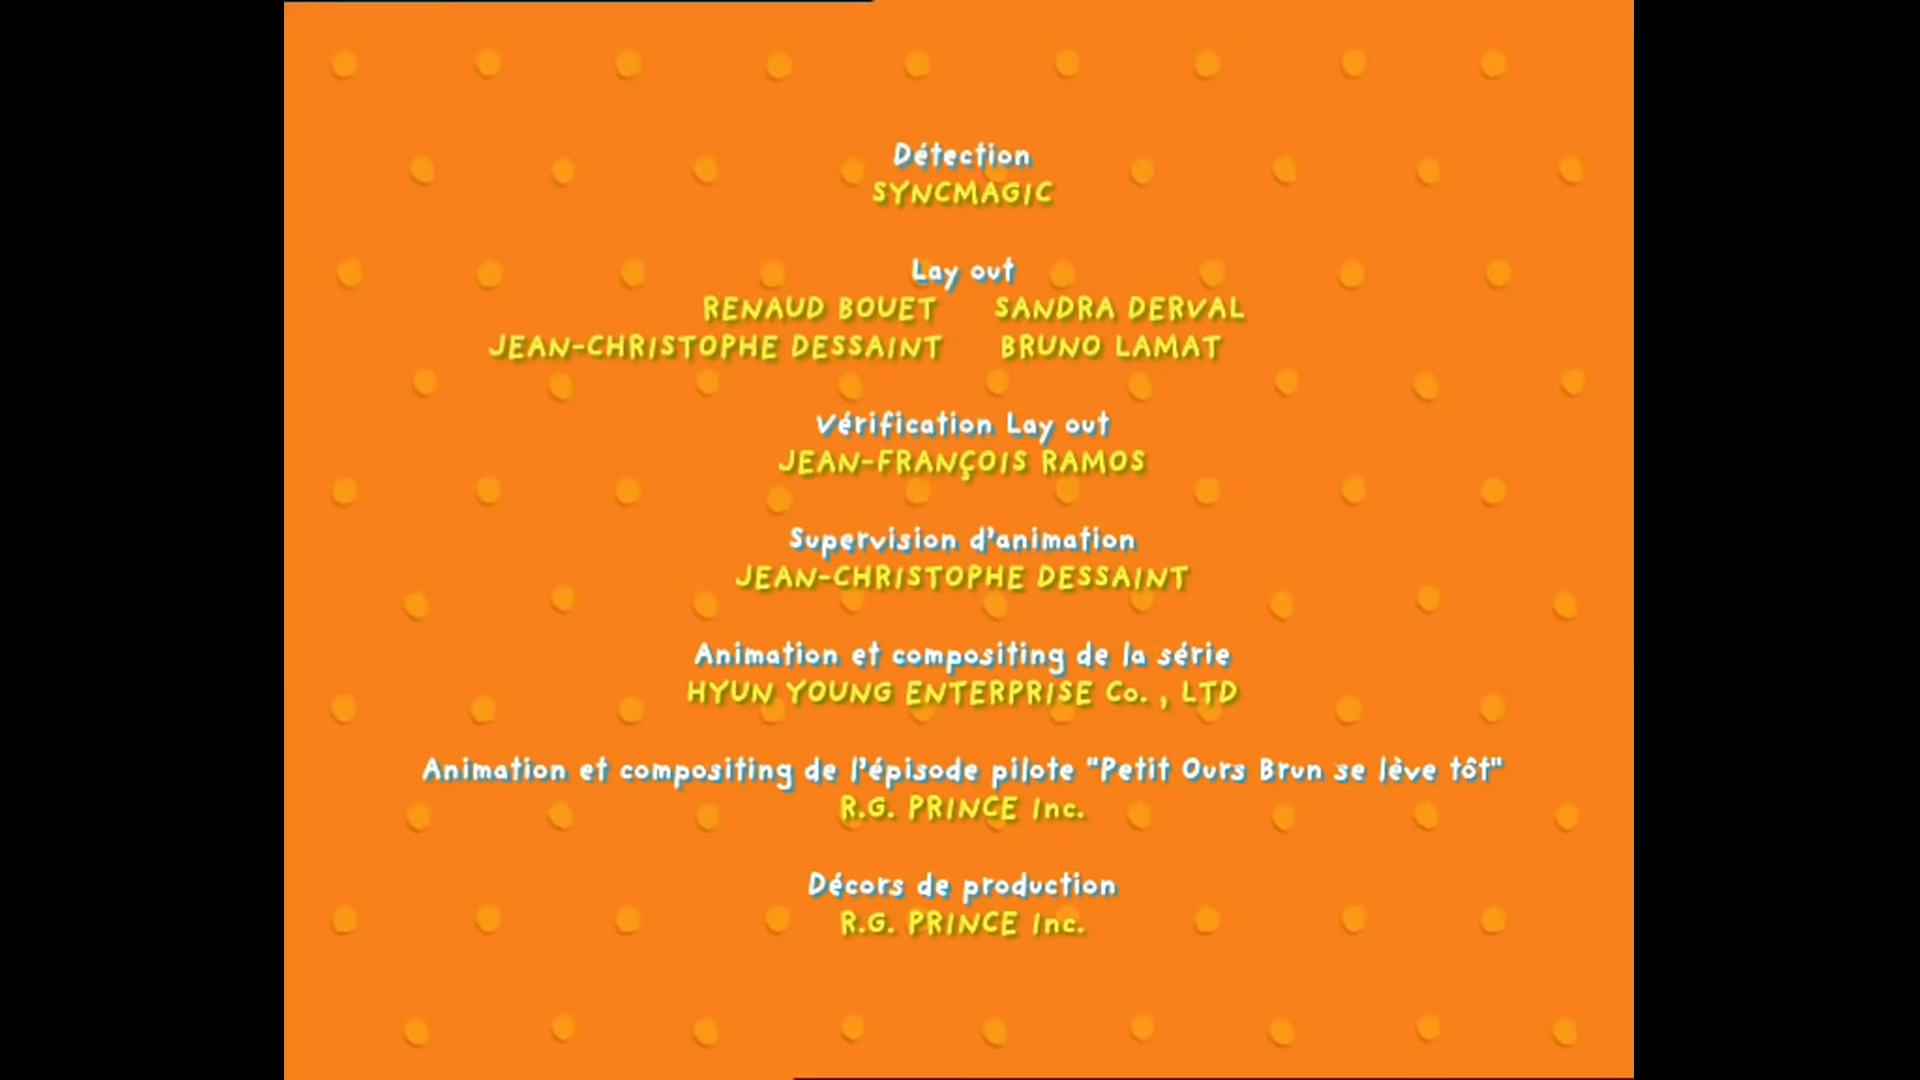 Détection
SYNCMAGIC
Lay out
RENAUD BOUET SANDRA DERVAL
JEAN-CHRISTOPHE DESSAINT BRUNO LAMAT
Vérification Lay out
JEAN-FRANÇOIS RAMOS
Supervision d'animation
JEAN-CHRISTOPHE DESSAINT
Animation et compositing de la série
HYUN YOUNG ENTERPRISE Co. , LTD
Animation et compositing de l'épisode pilote "Petit Ours Brun se lève tôt"
R.G. PRINCE Inc.
Décors de production
R.G. PRINCE Inc.